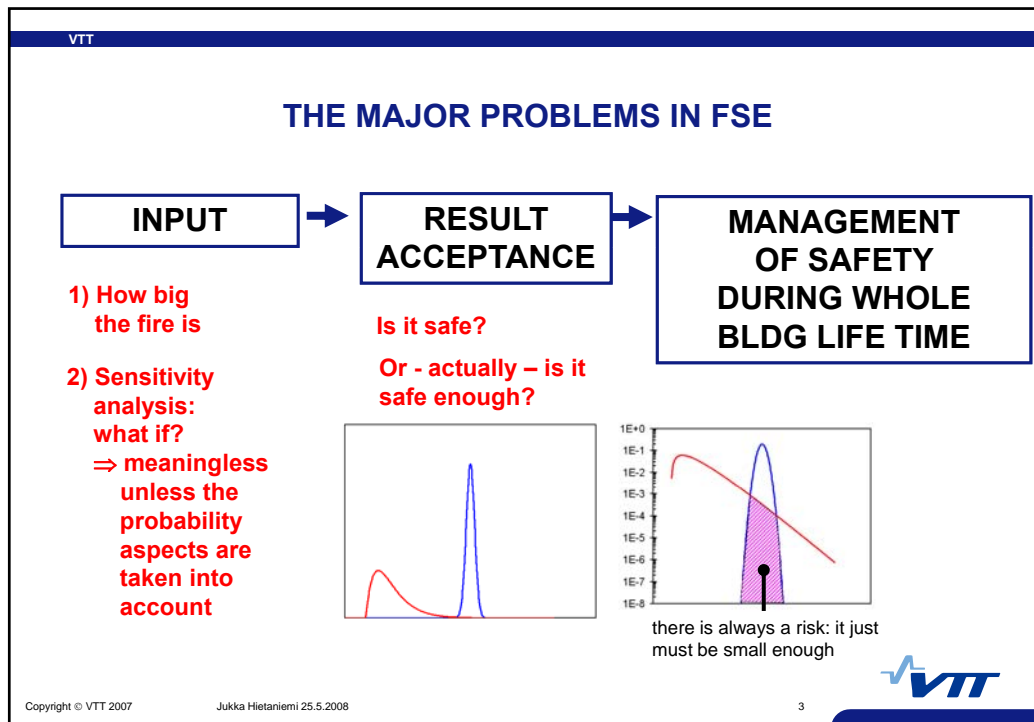 VTT
THE MAJOR PROBLEMS IN FSE
INPUT
RESULT
ACCEPTANCE
MANAGEMENT
OF SAFETY
DURING WHOLE
BLDG LIFE TIME
1) How big
the fire is
2) Sensitivity
analysis:
what if?
⇒ meaningless
unless the
probability
aspects are
taken into
account
Is it safe?
Or - actually – is it
safe enough?
1E+0
1E-1
1E-2
1E-3
1E-4
1E-5
1E-6
1E-7
1E-8
there is always a risk: it just
must be small enough
VTT
Copyright © VTT 2007 Jukka Hietaniemi 25.5.2008 3